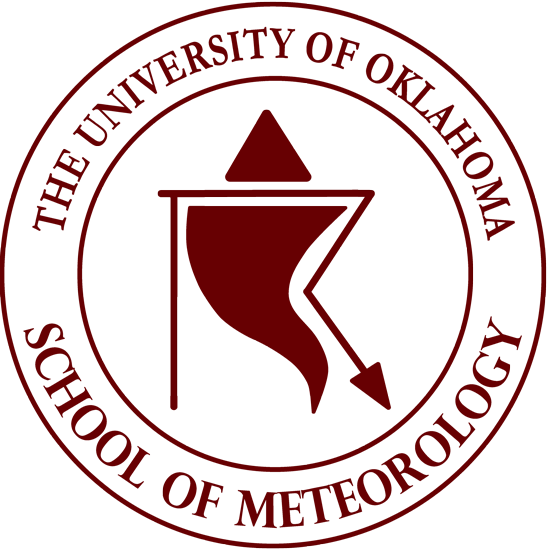 THE UNIVERSITY OF OKLAHOMA
SCHOOL OF METEOROLOGY